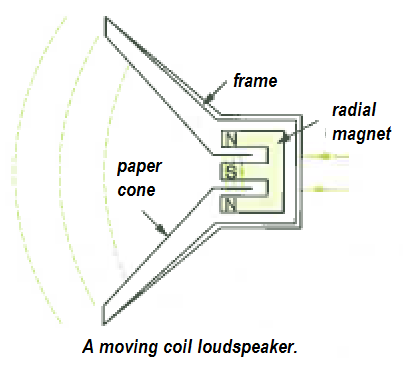 frame
radial
magnet
N
paper
cone
S
N
A moving coil loudspeaker.